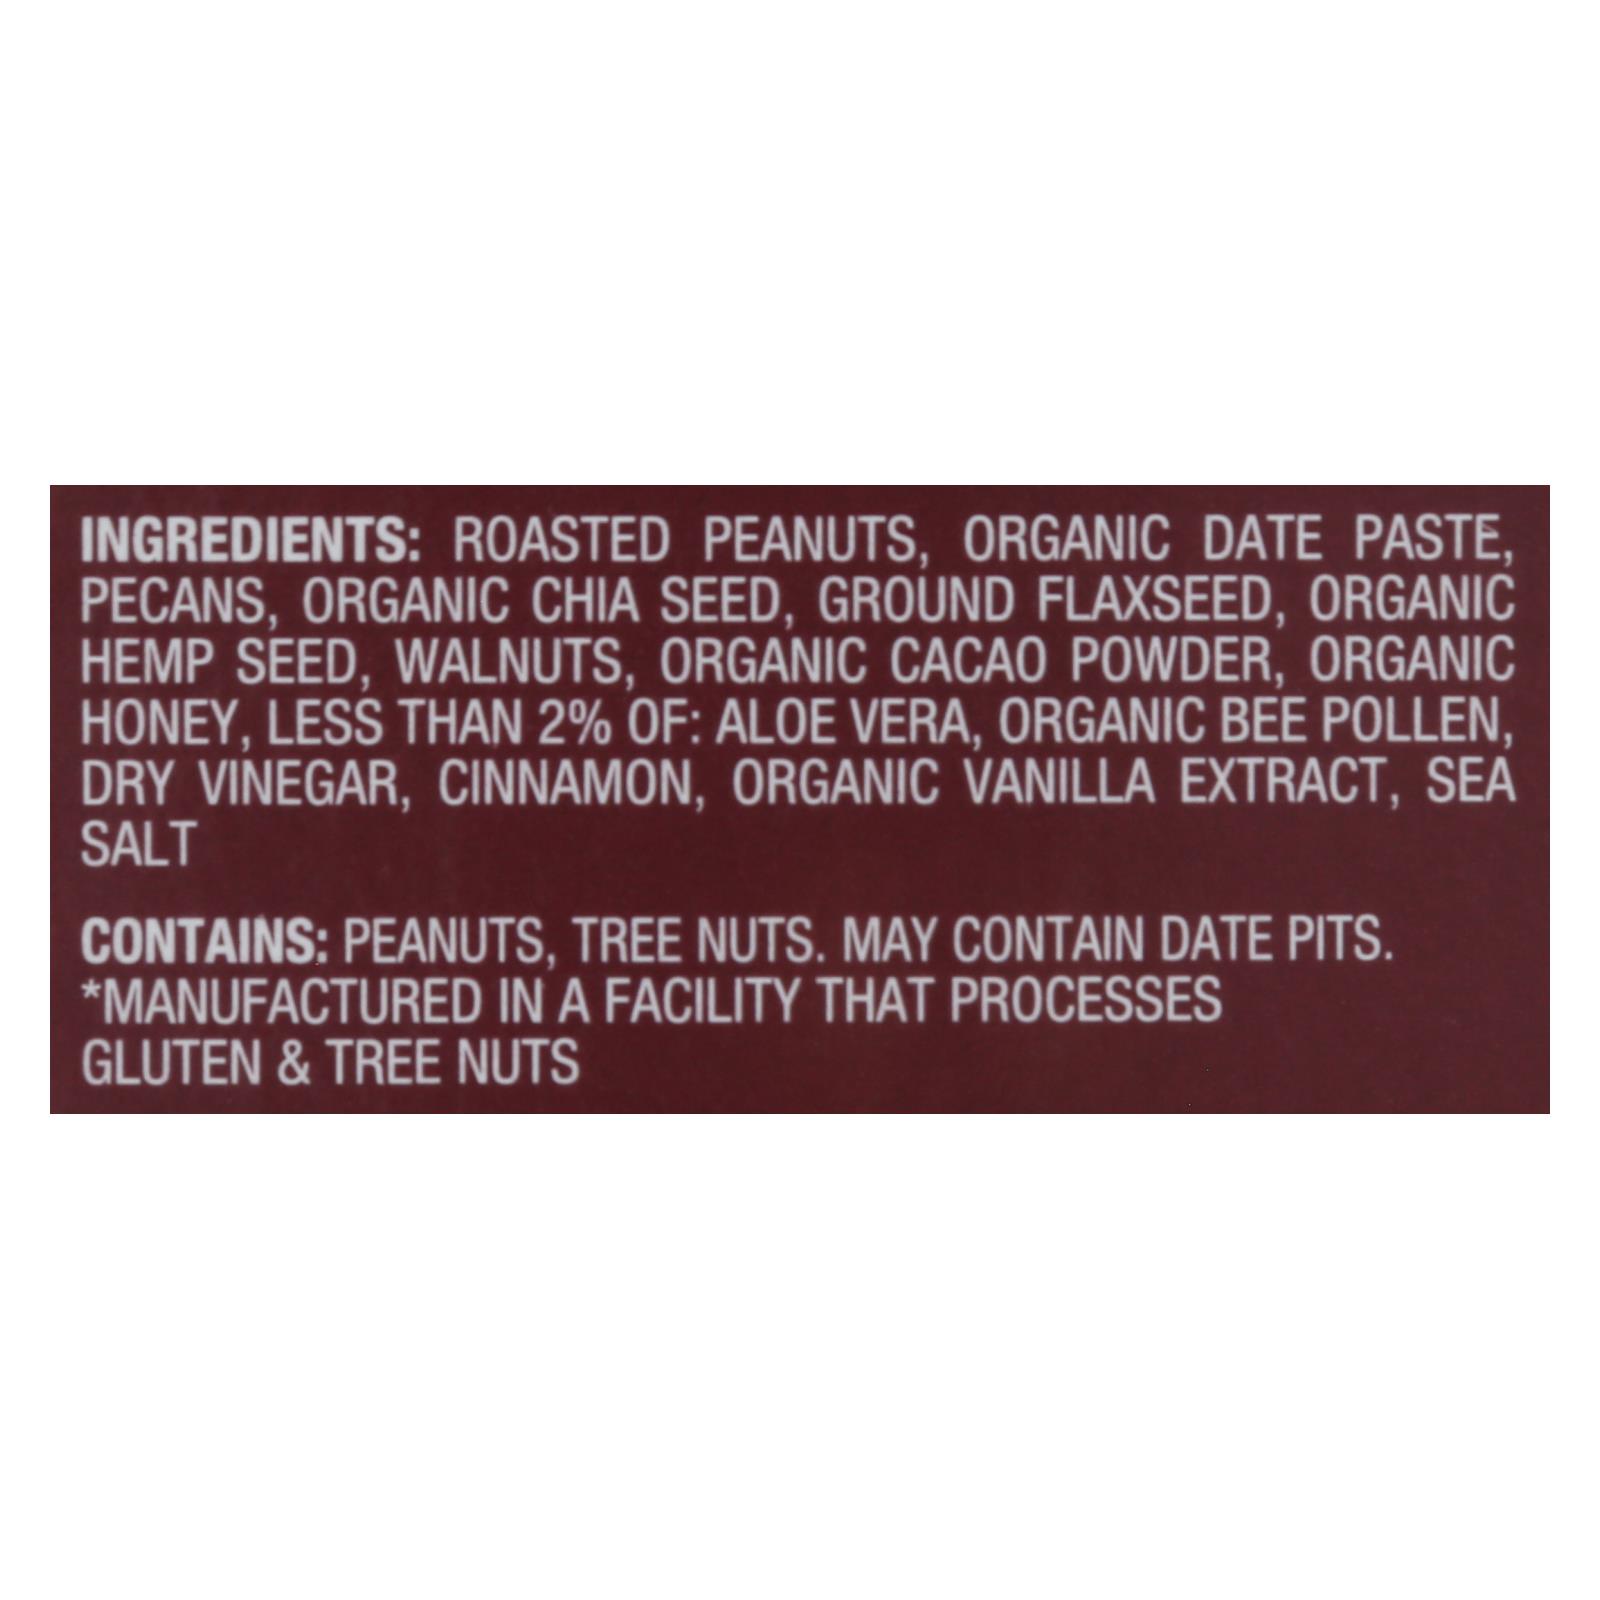 INGREDIENTS: ROASTED PEANUTS, ORGANIC DATE PASTE,
PECANS, ORGANIC CHIA SEED, GROUND FLAXSEED, ORGANIC
HEMP SEED, WALNUTS, ORGANIC CACAO POWDER, ORGANIC
HONEY, LESS THAN 2% OF: ALOE VERA, ORGANIC BEE POLLEN,
DRY VINEGAR, CINNAMON, ORGANIC VANILLA EXTRACT, SEA
SALT
CONTAINS: PEANUTS, TREE NUTS. MAY CONTAIN DATE PITS.
*MANUFACTURED IN A FACILITY THAT PROCESSES
GLUTEN & TREE NUTS